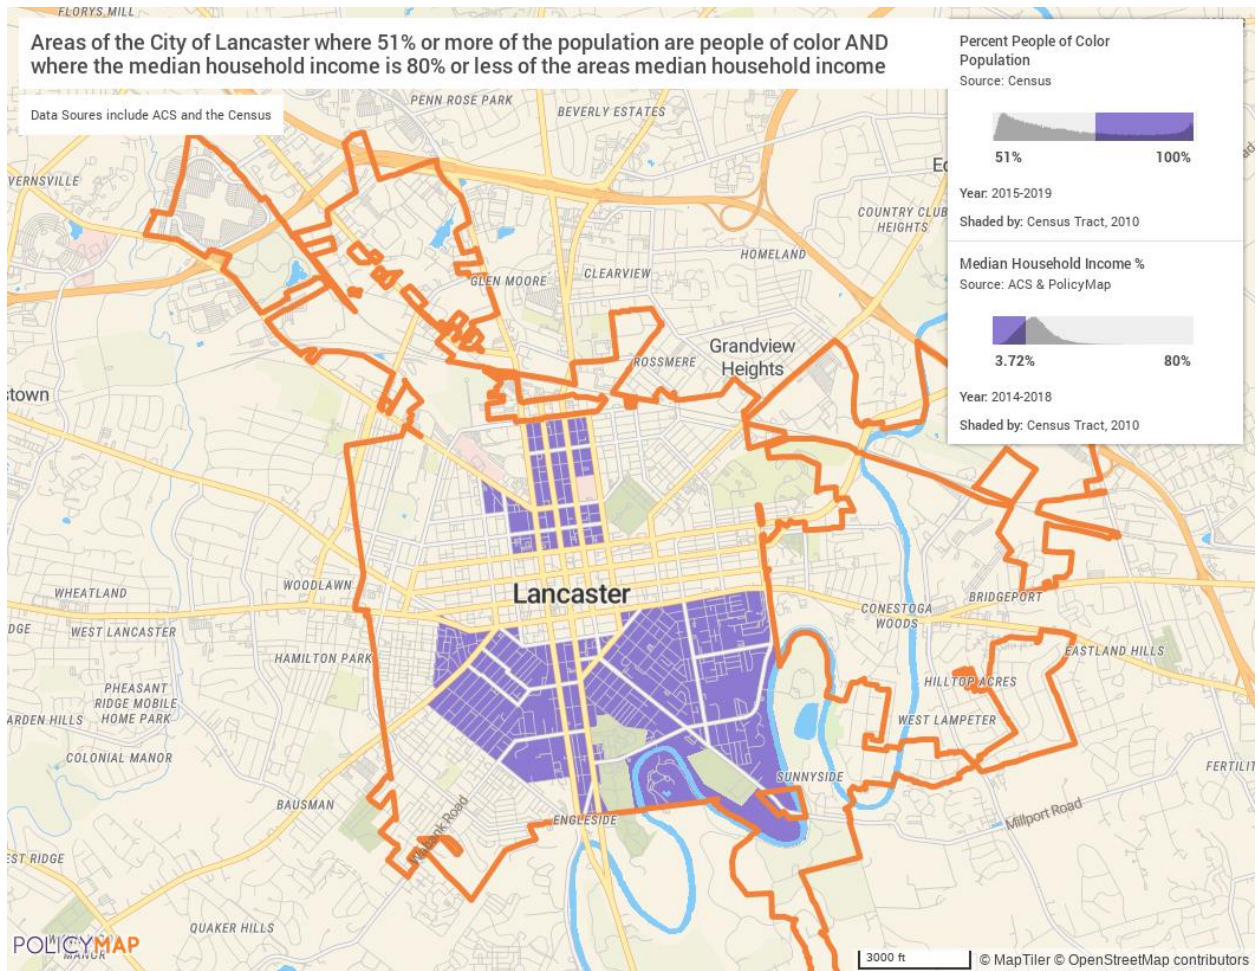 FLORYS MILL
Areas of the City of Lancaster where 51% or more of the population are people of color AND
where the median household income is 80% or less of the areas median household income
Data Soures include ACS and the Census
Percent People of Color
Population
Source: Census
51% 100%
Year: 2015-2019
Shaded by: Census Tract, 2010
Median Household Income %
Source: ACS & PolicyMap
3.72% 80%
Year: 2014-2018
Shaded by: Census Tract, 2010
PENN ROSE PARK
BEVERLY ESTATES
VERNSVILLE
COUNTRY CLUB
HEIGHTS
HOMELAND
GLEN MOORE
CLEARVIEW
ROSSMERE
Grandview
Heights
stown
WOODLAWN
WHEATLAND
Lancaster
BRIDGEPORT
CONESTOGA
WOODS
DGE
WEST LANCASTER
EASTLAND HILLS
HAMILTON PARK
HILLTOP ACRES
PHEASANT
RIDGE MOBILE
HOME PARK
ARDEN HILLS
WEST LAMPETER
COLONIAL MANOR
FERTILIT
SUNNYSIDE
BAUSMAN
ENGLESIDE
Millport Road
Wabank Road
EST RIDGE
QUAKER HILLS
MANOR
POLICYMAP
3000 ft
© MapTiler © OpenStreetMap contributors